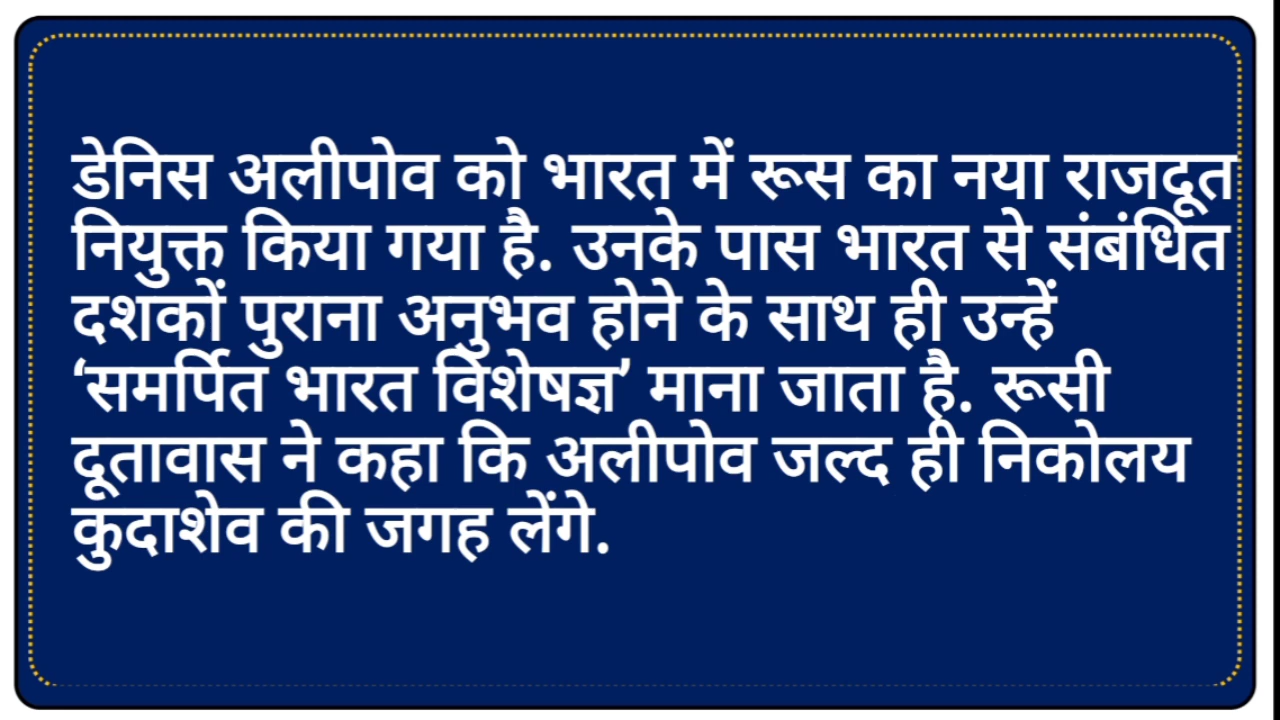 डेनिस अलीपोव को भारत में रूस का नया राजदूत
नियुक्त किया गया है. उनके पास भारत से संबंधित
दशकों पुराना अनुभव होने के साथ ही उन्हें
‘समर्पित भारत विशेषज्ञ’ माना जाता है. रूसी
दूतावास ने कहा कि अलीपोव जल्द ही निकोलय
कुदाशेव की जगह लेंगे.